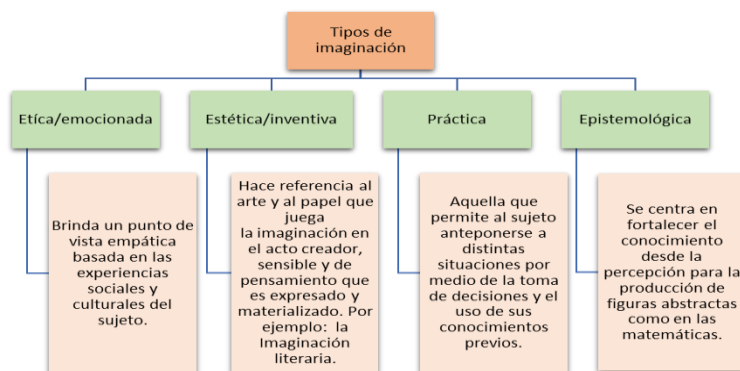 Tipos de
imaginación
Etíca/emocionada
Estética/inventiva
Práctica
Epistemológica
Brinda un punto de
vista empática
basada en las
experiencias
sociales y
culturales del
sujeto.
Hace referencia al
arte y al papel que
juega
la imaginación en
el acto creador,
sensible y de
pensamiento que
es expresado y
materializado. Por
ejemplo: la
Imaginación
literaria.
Aquella que
permite al sujeto
anteponerse a
distintas
situaciones por
medio de la toma
de decisiones y el
uso de sus
conocimientos
previos.
Se centra en
fortalecer el
conocimiento
desde la
percepción para la
producción de
figuras abstractas
como en las
matemáticas.